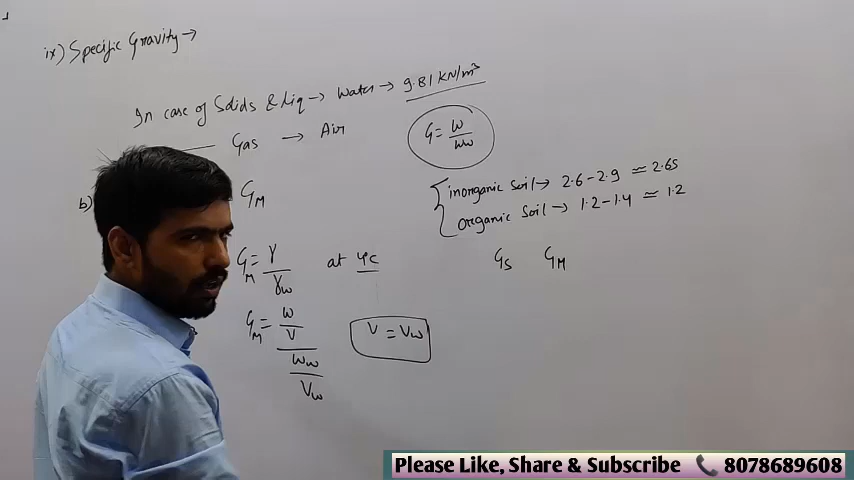 ix) Specific Gravity →
In case of Solids & Liq → Water → 9.81 KN/m³
Gas → Air
G = W/Ww
b) GM
inorganic Soil → 2.6 - 2.9 ≃ 2.65
organic Soil → 1.2 - 1.4 ≃ 1.2
GS GM
GM = γ/γw at 4°C
GM = W/V / Ww/Vw
V = Vw
Please Like, Share & Subscribe 8078689608